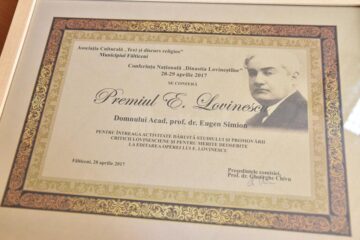 Asociația Culturală „Text și discurs religios”
Municipiul Fălticeni
Conferința Națională „Dinastia Lovineștilor”
28-29 aprilie 2017
SE CONFERĂ
Premiul E. Lovinescu
Domnului Acad. prof. dr. Eugen Simion
PENTRU ÎNTREAGA ACTIVITATE DĂRUITĂ STUDIULUI ȘI PROMOVĂRII
CRITICII LOVINESCIENE ȘI PENTRU MERITE DEOSEBITE
LA EDITAREA OPEREI LUI E. LOVINESCU
Fălticeni, 28 aprilie 2017
Președintele comisiei,
Prof. dr. Gheorghe Chivu